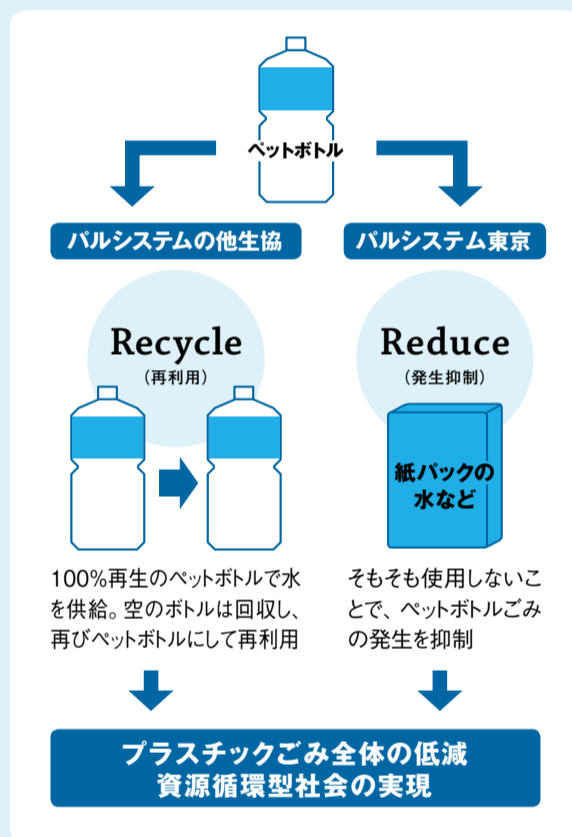 ペットボトル
パルシステムの他生協
Recycle
（再利用）
100%再生のペットボトルで水
を供給。空のボトルは回収し、
再びペットボトルにして再利用
パルシステム東京
Reduce
（発生抑制）
紙パックの
水など
そもそも使用しないこ
とで、ペットボトルごみ
の発生を抑制
プラスチックごみ全体の低減
資源循環型社会の実現